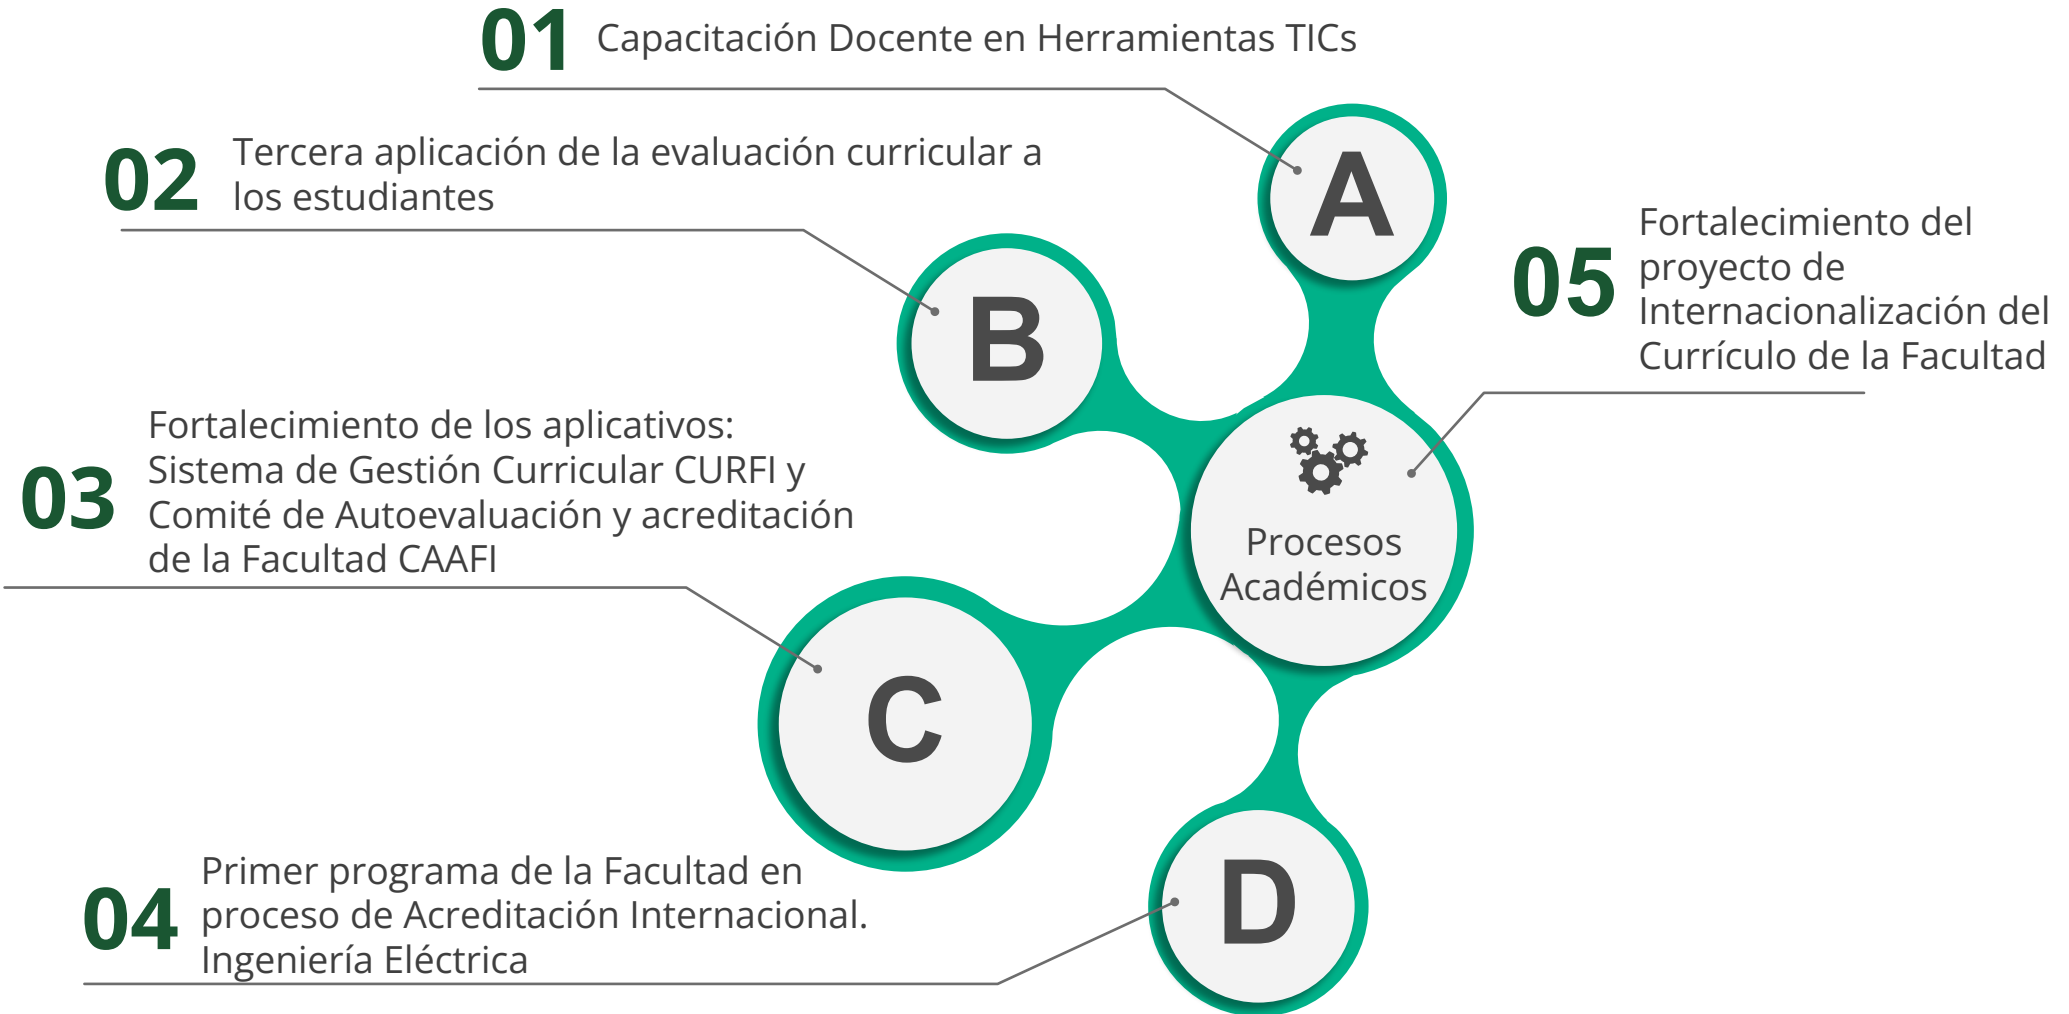 01
Capacitación Docente en Herramientas TICs
02
Tercera aplicación de la evaluación curricular a
los estudiantes
03
Fortalecimiento de los aplicativos:
Sistema de Gestión Curricular CURFI y
Comité de Autoevaluación y acreditación
de la Facultad CAAFI
04
Primer programa de la Facultad en
proceso de Acreditación Internacional.
Ingeniería Eléctrica
05
Fortalecimiento del
proyecto de
Internacionalización del
Currículo de la Facultad
A
B
C
D
Procesos
Académicos